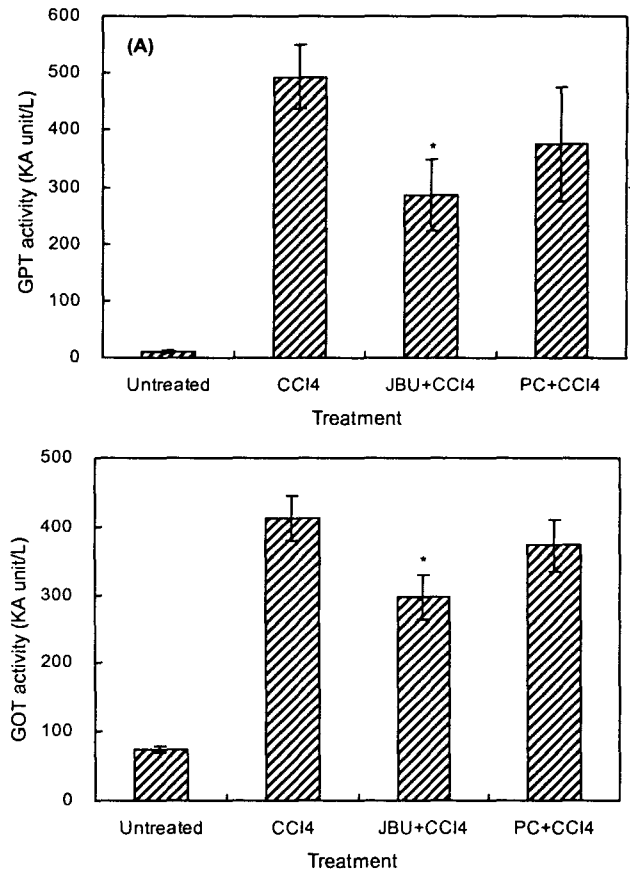 600
(A)
500
400
300
200
100
0
GPT activity (KA unit/L)
*
Untreated CCl4 JBU+CCl4 PC+CCl4
Treatment
500
400
300
200
100
0
GOT activity (KA unit/L)
*
Untreated CCl4 JBU+CCl4 PC+CCl4
Treatment